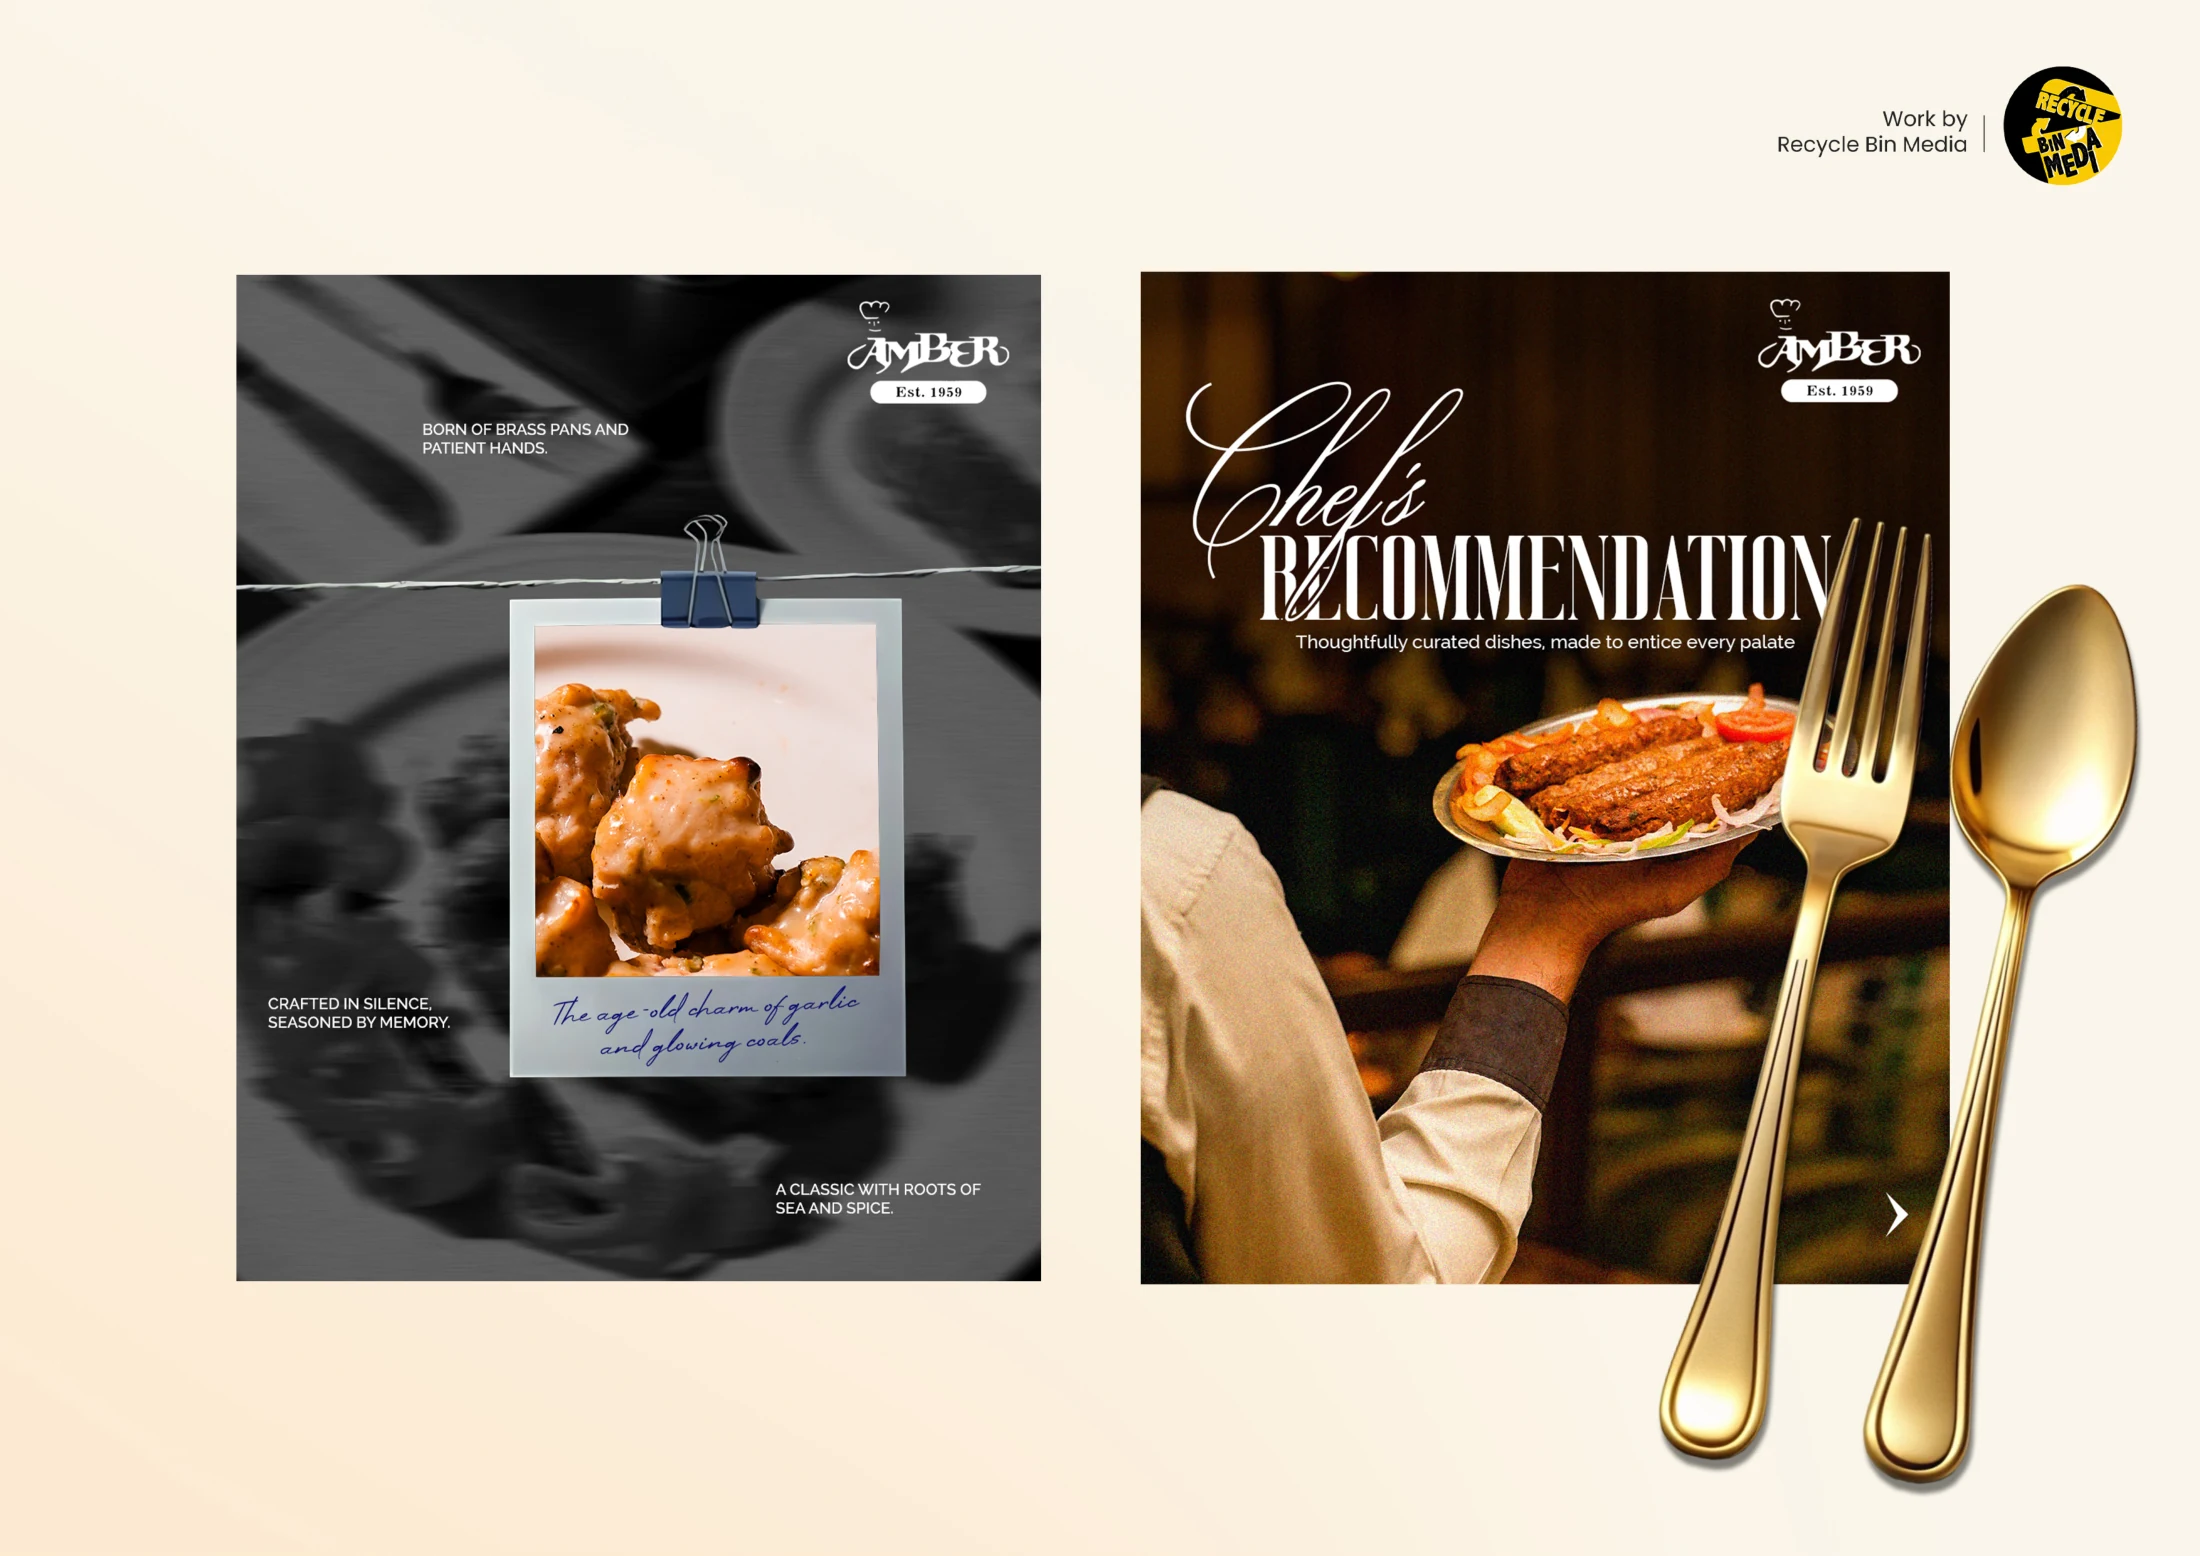 Work by
Recycle Bin Media
RECYCLE
BIN
MEDIA
AMBER
Est. 1959
BORN OF BRASS PANS AND
PATIENT HANDS.
The age-old charm of garlic
and glowing coals.
CRAFTED IN SILENCE,
SEASONED BY MEMORY.
A CLASSIC WITH ROOTS OF
SEA AND SPICE.
AMBER
Est. 1959
Chef's
RECOMMENDATION
Thoughtfully curated dishes, made to entice every palate